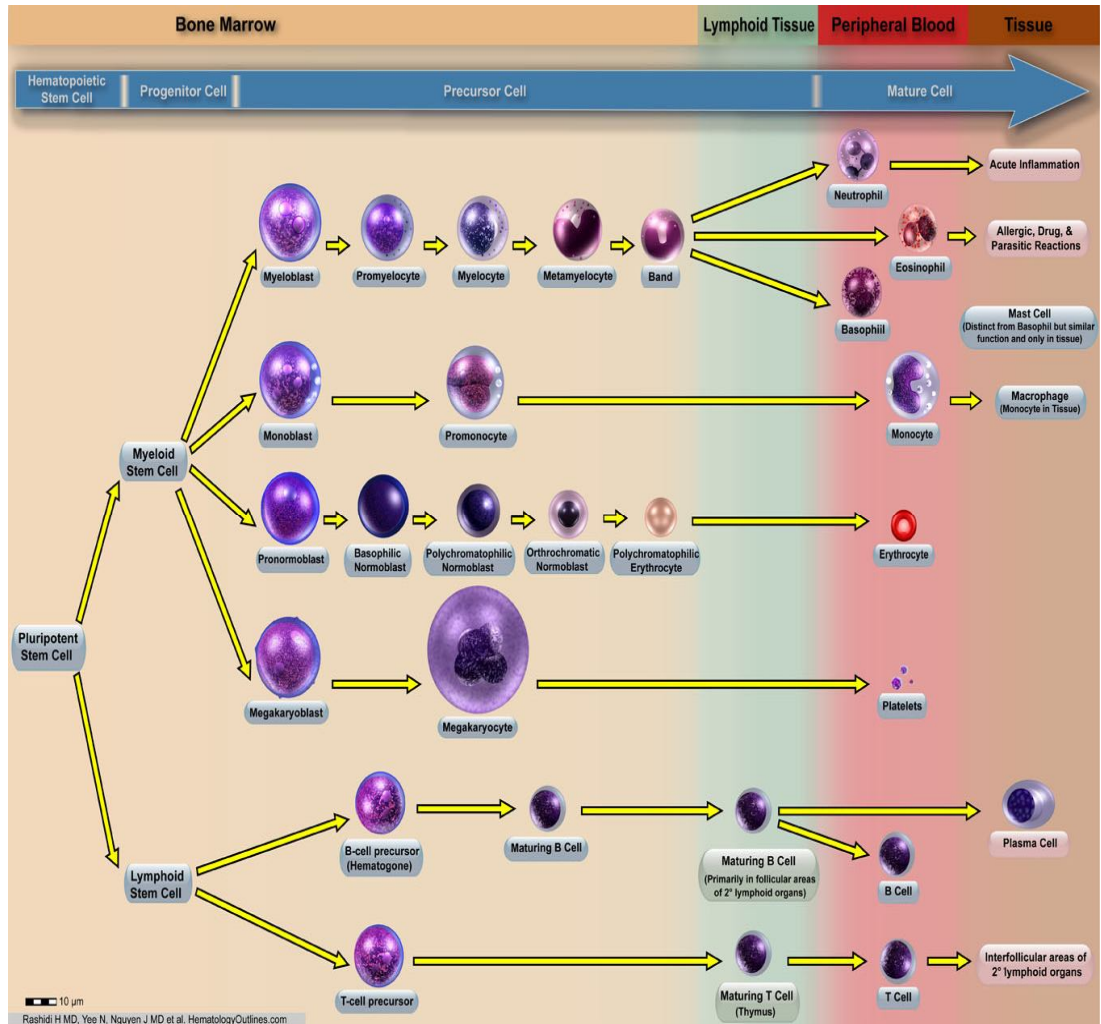 Bone Marrow
Lymphoid Tissue
Peripheral Blood
Tissue
Hematopoietic
Stem Cell
Progenitor Cell
Precursor Cell
Mature Cell
Neutrophil
Acute Inflammation
Myeloblast
Promyelocyte
Myelocyte
Metamyelocyte
Band
Eosinophil
Allergic, Drug, &
Parasitic Reactions
Basophiil
Mast Cell
(Distinct from Basophil but similar
function and only in tissue)
Monoblast
Promonocyte
Monocyte
Macrophage
(Monocyte in Tissue)
Myeloid
Stem Cell
Pronormoblast
Basophilic
Normoblast
Polychromatophilic
Normoblast
Orthrochromatic
Normoblast
Polychromatophilic
Erythrocyte
Erythrocyte
Pluripotent
Stem Cell
Megakaryoblast
Megakaryocyte
Platelets
B-cell precursor
(Hematogone)
Maturing B Cell
Maturing B Cell
(Primarily in follicular areas
of 2° lymphoid organs)
Plasma Cell
B Cell
Lymphoid
Stem Cell
T-cell precursor
Maturing T Cell
(Thymus)
T Cell
Interfollicular areas of
2° lymphoid organs
10 µm
Rashidi H MD, Yee N, Nguyen J MD et al. HematologyOutlines.com